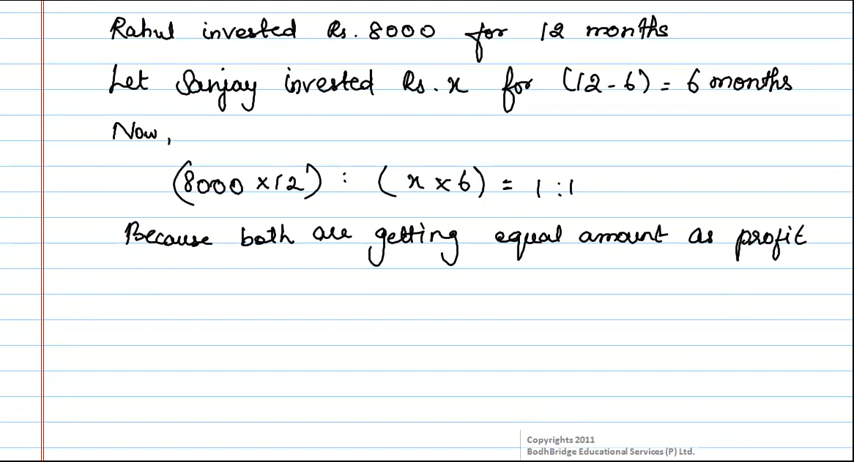 Rahul invested Rs. 8000 for 12 months
Let Sanjay invested Rs. x for (12-6) = 6 months
Now,
(8000 × 12) : (x × 6) = 1 : 1
Because both are getting equal amount as profit
Copyrights 2011
BodhBridge Educational Services (P) Ltd.